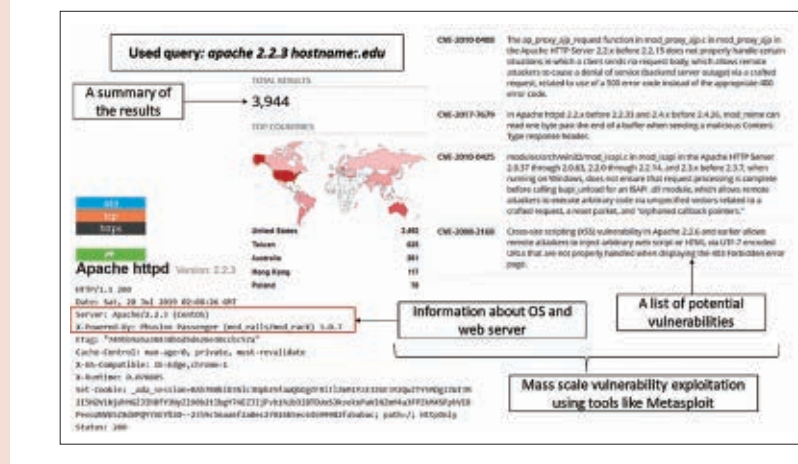 Used query: apache 2.2.3 hostname:.edu
A summary of
the results
TOTAL RESULTS
3,944
TOP COUNTRIES
United States
Taiwan
Australia
Hong Kong
Poland
443
tcp
https
Apache httpd Version: 2.2.3
HTTP/1.1 200
Date: Sat, 20 Jul 2019 GMT
Server: Apache/2.2.3 (CentOS)
X-Powered-By: Phusion Passenger (mod_rails/mod_rack)
ETag:
Cache-Control: max-age=0, private, must-revalidate
X-UA-Compatible: IE=Edge,chrome=1
X-Runtime:
Set-Cookie:
path=/; HttpOnly
Status: 200
Information about OS and
web server
CVE-2010-0408 The ap_proxy_ajp_request function in mod_proxy_ajp.c in mod_proxy_ajp in
the Apache HTTP Server 2.2.x before 2.2.15 does not properly handle certain
situations in which a client sends no request body, which allows remote
attackers to cause a denial of service (backend server outage) via a crafted
request, related to use of a 500 error code instead of the appropriate 400
error code.
CVE-2017-7679 In Apache httpd 2.2.x before 2.2.33 and 2.4.x before 2.4.26, mod_mime can
read one byte past the end of a buffer when sending a malicious Content-
Type response header.
CVE-2010-0425 modules/arch/win32/mod_isapi.c in mod_isapi in the Apache HTTP Server
2.0.37 through 2.0.63, 2.2.0 through 2.2.14, and 2.3.x before 2.3.7, when
running on Windows, does not ensure that request processing is complete
before calling isapi_unload for an ISAPI .dll module, which allows remote
attackers to execute arbitrary code via unspecified vectors related to a
crafted request, a reset packet, and "orphaned callback pointers."
CVE-2008-2168 Cross-site scripting (XSS) vulnerability in Apache 2.2.6 and earlier allows
remote attackers to inject arbitrary web script or HTML via UTF-7 encoded
URLs that are not properly handled when displaying the 403 Forbidden error
page.
A list of potential
vulnerabilities
Mass scale vulnerability exploitation
using tools like Metasploit